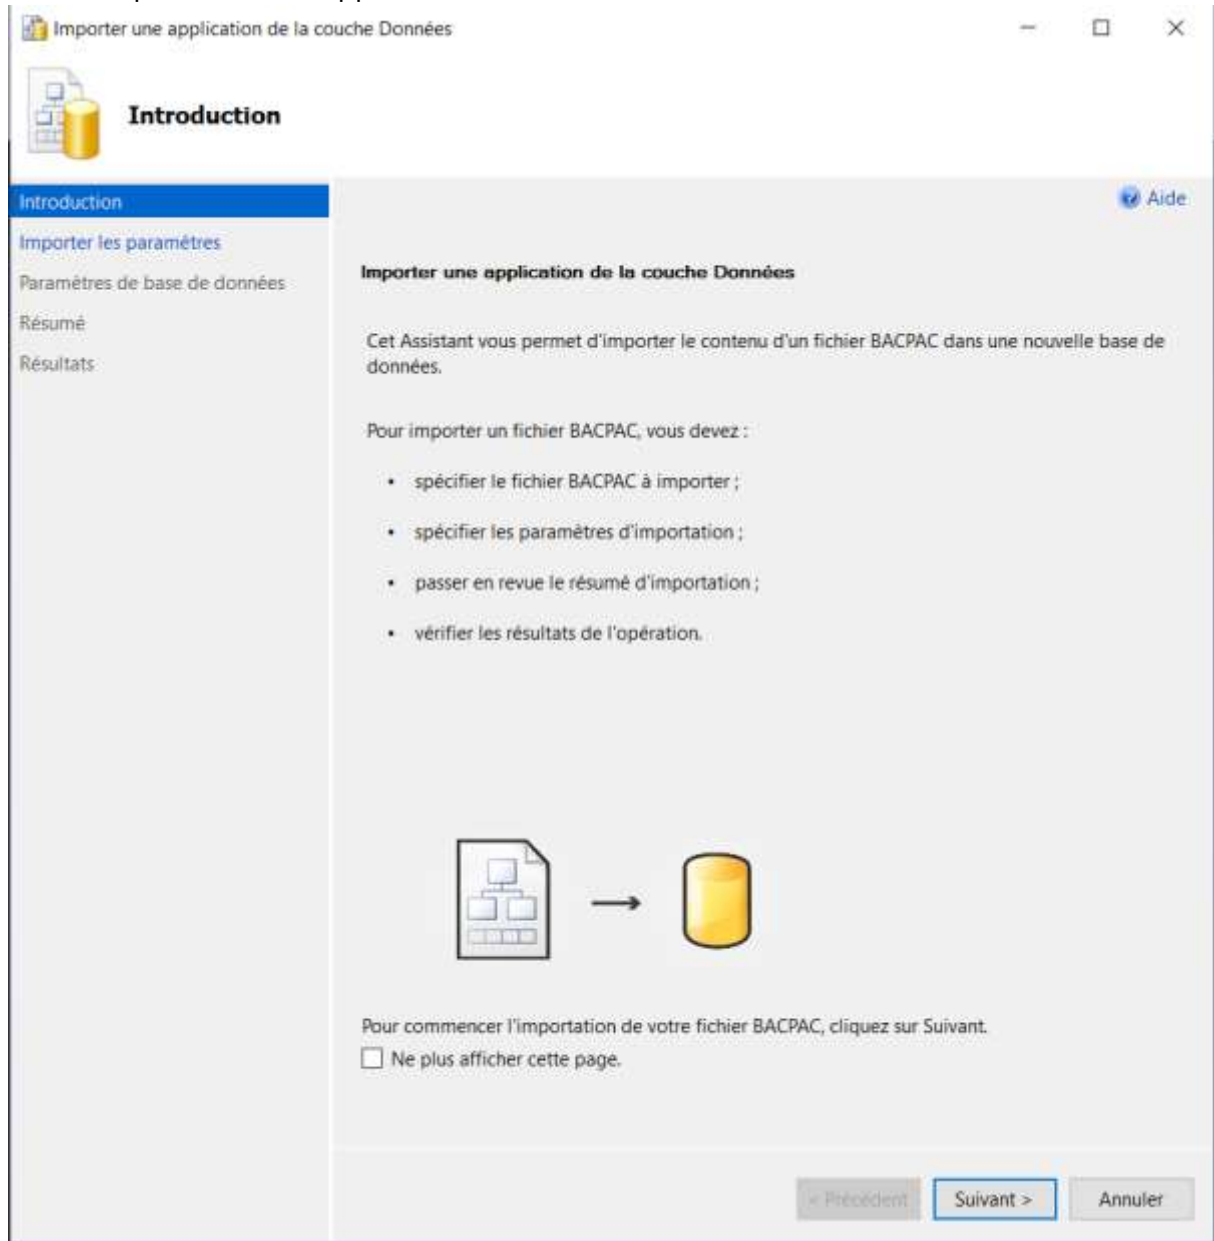 Importer une application de la couche Données
Introduction
Introduction
Aide
Importer les paramètres
Paramètres de base de données
Résumé
Résultats
Importer une application de la couche Données
Cet Assistant vous permet d'importer le contenu d'un fichier BACPAC dans une nouvelle base de
données.
Pour importer un fichier BACPAC, vous devez :
• spécifier le fichier BACPAC à importer ;
• spécifier les paramètres d'importation ;
• passer en revue le résumé d'importation ;
• vérifier les résultats de l'opération.
Pour commencer l'importation de votre fichier BACPAC, cliquez sur Suivant.
Ne plus afficher cette page.
< Précédent
Suivant >
Annuler